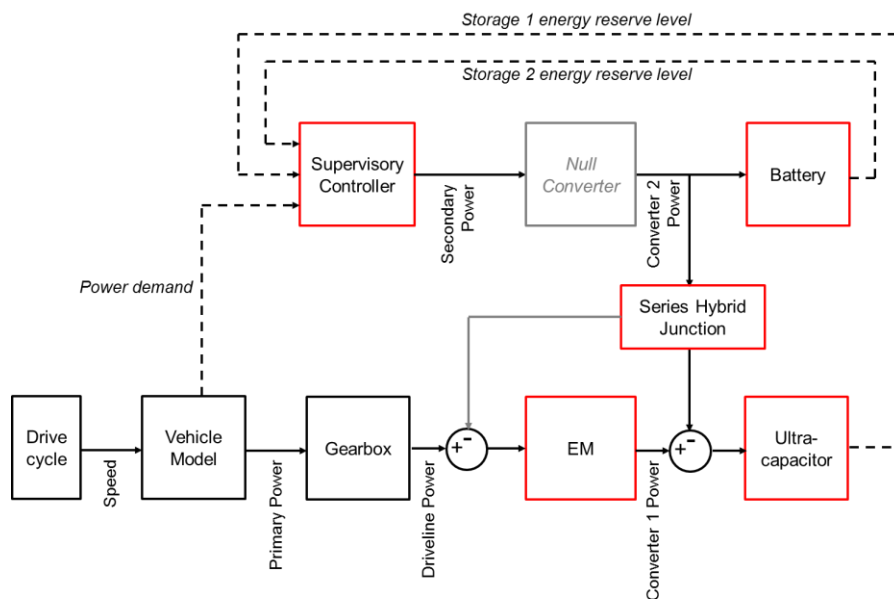 Storage 1 energy reserve level
Storage 2 energy reserve level
Supervisory
Controller
Secondary
Power
Null
Converter
Converter 2
Power
Battery
Power demand
Series Hybrid
Junction
Drive
cycle
Speed
Vehicle
Model
Primary Power
Gearbox
Driveline Power
+ -
EM
Converter 1 Power
+ -
Ultra-
capacitor